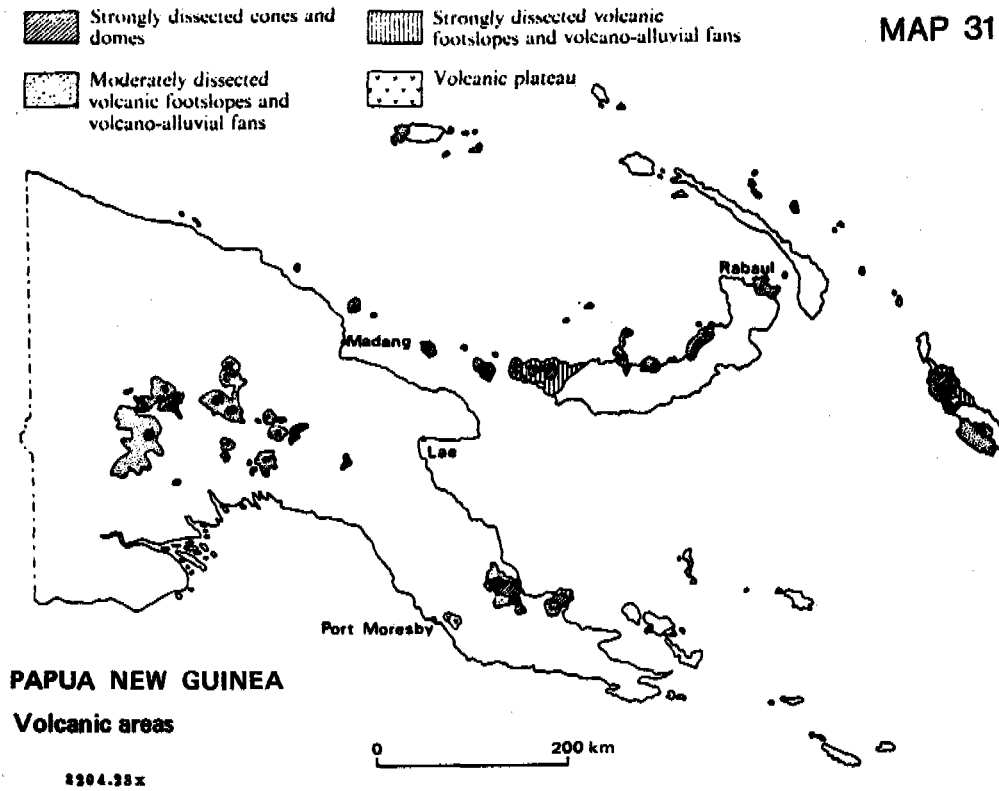 Strongly dissected cones and
domes
Strongly dissected volcanic
footslopes and volcano-alluvial fans
MAP 31
Moderately dissected
volcanic footslopes and
volcano-alluvial fans
Volcanic plateau
Rabaul
Madang
Lae
Port Moresby
PAPUA NEW GUINEA
Volcanic areas
0 200 km